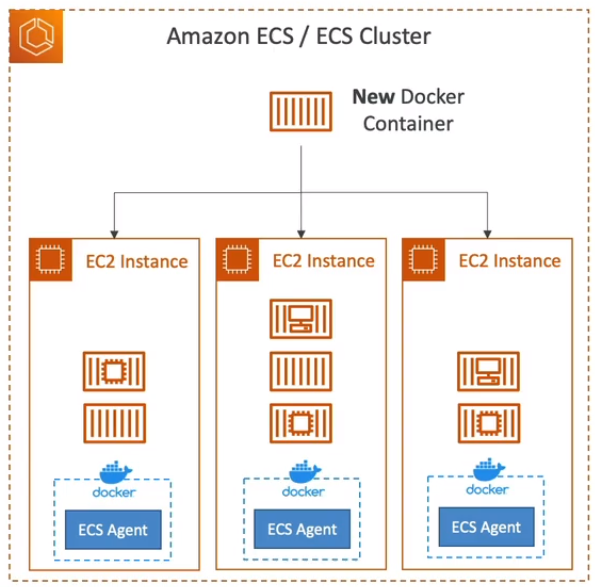 Amazon ECS / ECS Cluster
New Docker
Container
EC2 Instance
EC2 Instance
EC2 Instance
docker
docker
docker
ECS Agent
ECS Agent
ECS Agent